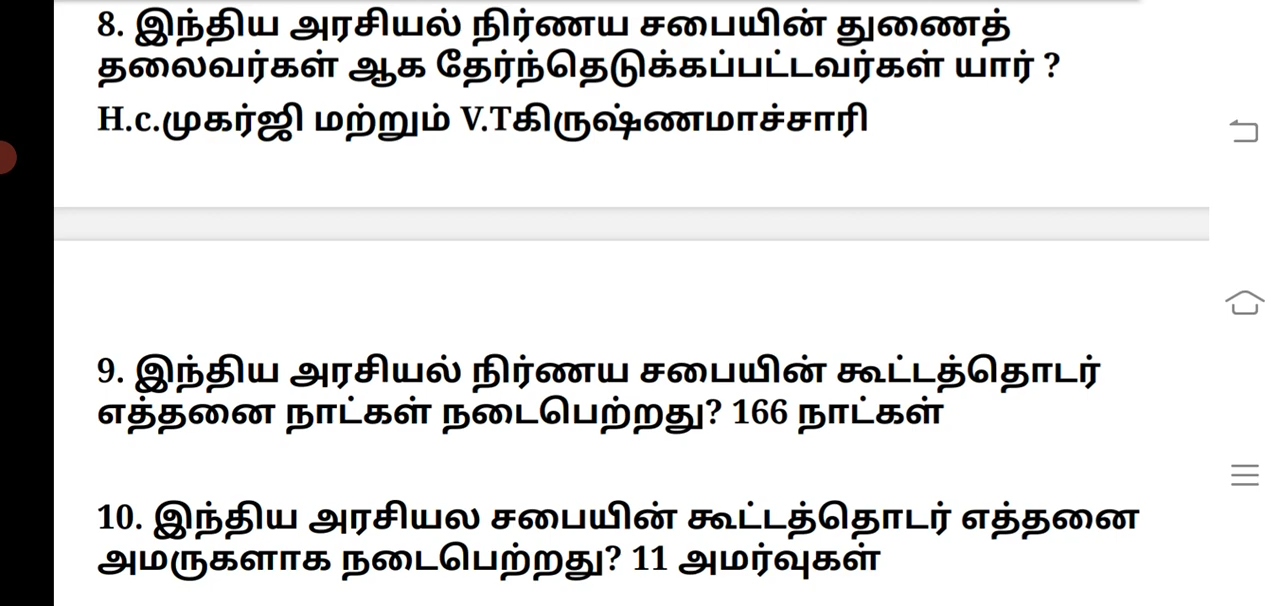 8. இந்திய அரசியல் நிர்ணய சபையின் துணைத்
தலைவர்கள் ஆக தேர்ந்தெடுக்கப்பட்டவர்கள் யார் ?
H.c.முகர்ஜி மற்றும் V.Tகிருஷ்ணமாச்சாரி
9. இந்திய அரசியல் நிர்ணய சபையின் கூட்டத்தொடர்
எத்தனை நாட்கள் நடைபெற்றது? 166 நாட்கள்
10. இந்திய அரசியல சபையின் கூட்டத்தொடர் எத்தனை
அமருகளாக நடைபெற்றது? 11 அமர்வுகள்